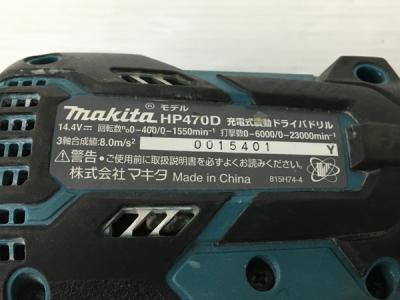 makita® モデル HP470D 充電式震動ドライバドリル
14.4V⎓ 回転数n₀0-400/0-1550min⁻¹ 打撃数0-6000/0-23000min⁻¹
3軸合成値:8.0m/s² 0015401 Y
⚠警告 ●ご使用前に取扱説明書を必ずお読みください。
株式会社 マキタ Made in China 815H74-4